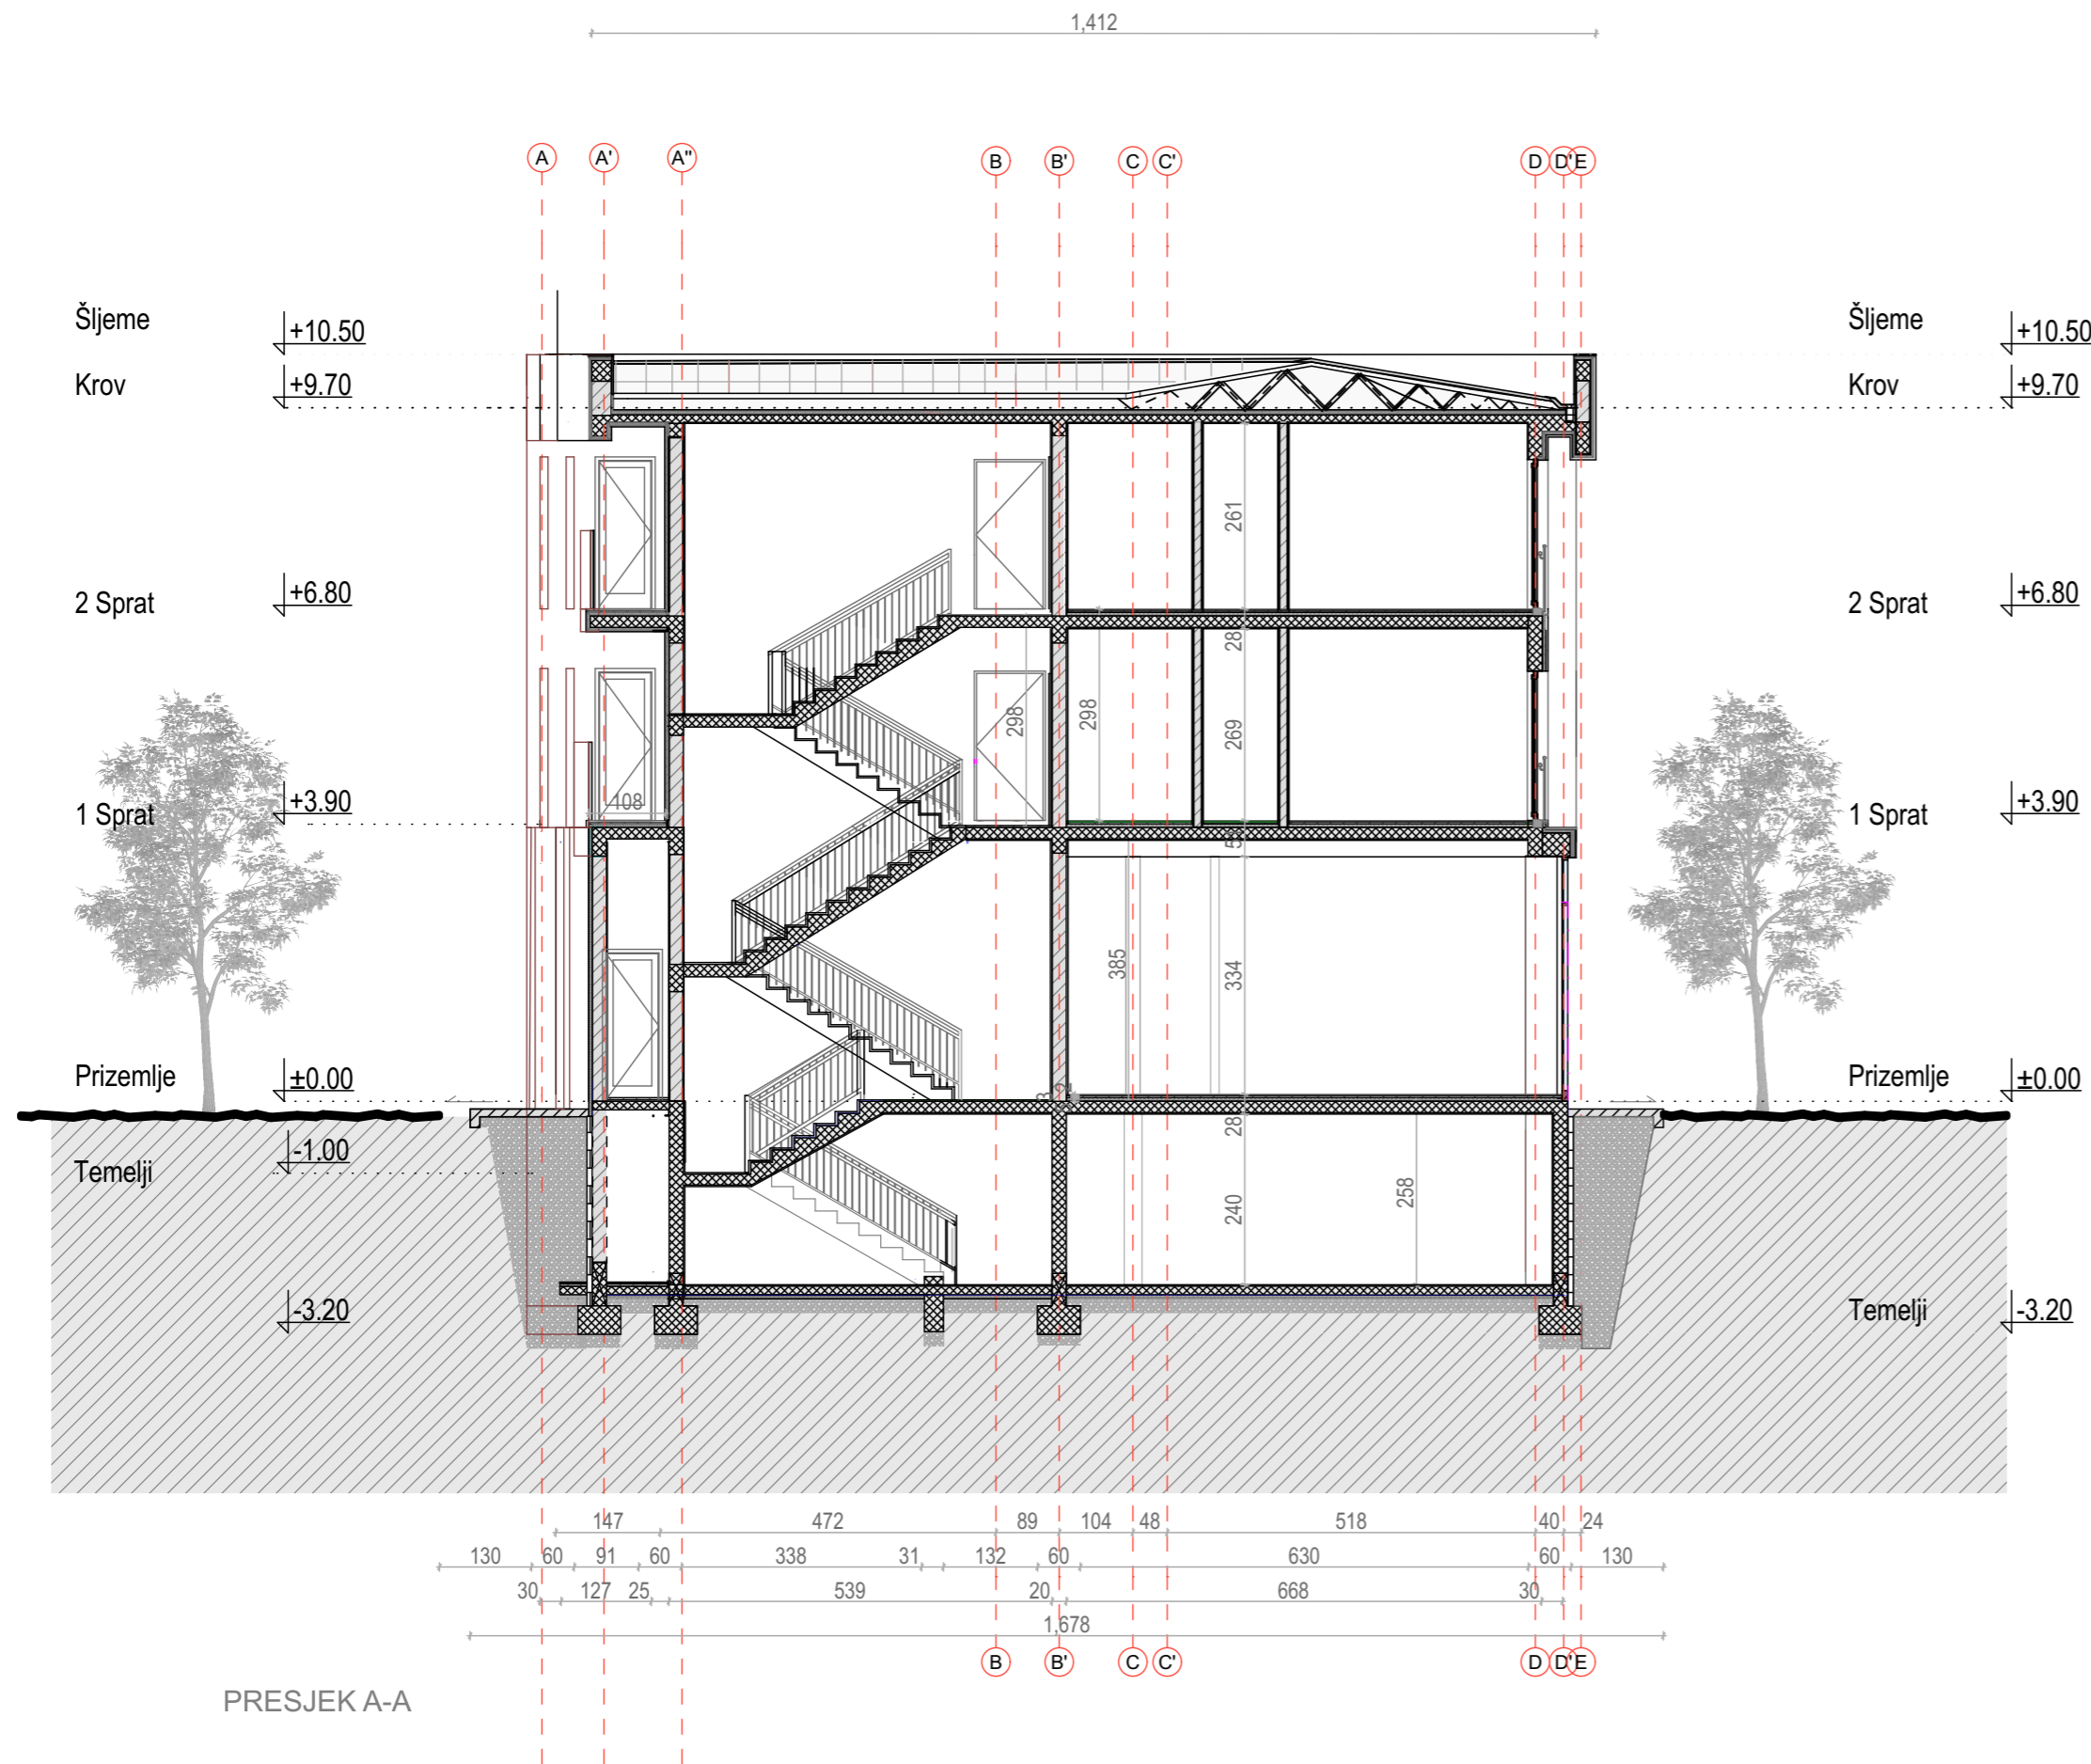 1,412
A A' A" B B' C C' D D' E
Šljeme +10.50 Šljeme +10.50
Krov +9.70 Krov +9.70
261
2 Sprat +6.80 2 Sprat +6.80
28
298 298 269
108
1 Sprat +3.90 1 Sprat +3.90
385 334
Prizemlje ±0.00 Prizemlje ±0.00
28
Temelji -1.00
240 258
-3.20 Temelji -3.20
147 472 89 104 48 518 40 24
130 60 91 60 338 31 132 60 630 60 130
30 127 25 539 20 668 30
1,678
B B' C C' D D' E
PRESJEK A-A